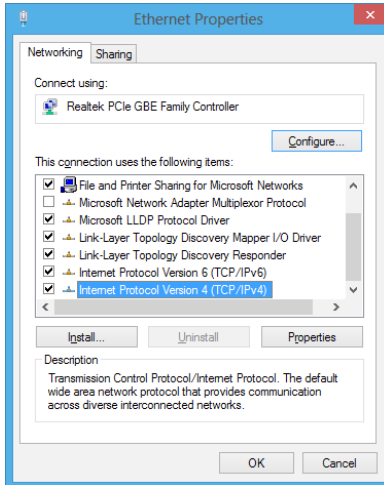 Ethernet Properties
Networking
Sharing
Connect using:
Realtek PCIe GBE Family Controller
Configure...
This connection uses the following items:
File and Printer Sharing for Microsoft Networks
Microsoft Network Adapter Multiplexor Protocol
Microsoft LLDP Protocol Driver
Link-Layer Topology Discovery Mapper I/O Driver
Link-Layer Topology Discovery Responder
Internet Protocol Version 6 (TCP/IPv6)
Internet Protocol Version 4 (TCP/IPv4)
Install...
Uninstall
Properties
Description
Transmission Control Protocol/Internet Protocol. The default
wide area network protocol that provides communication
across diverse interconnected networks.
OK
Cancel